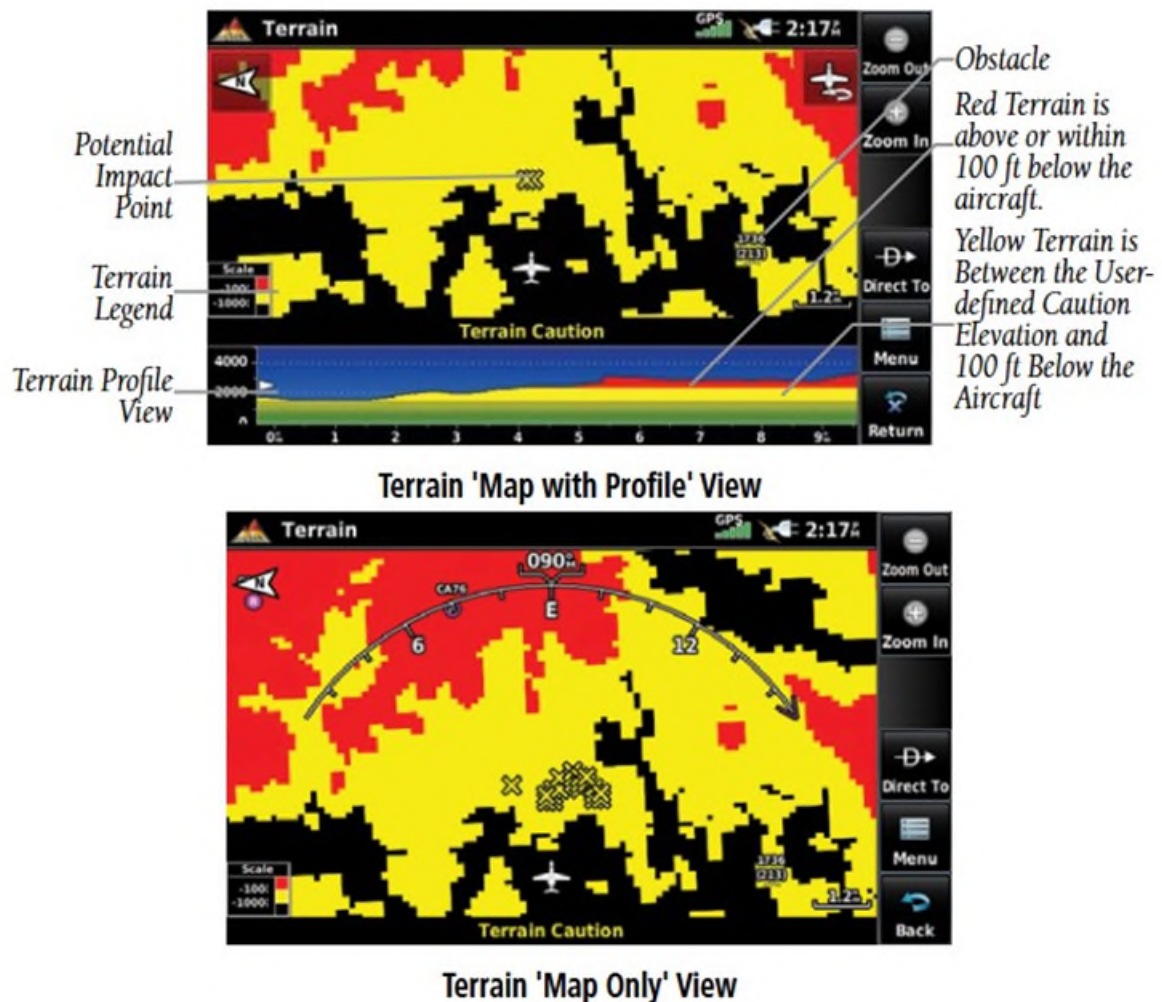 Terrain
GPS
2:17 PM
Zoom Out
Zoom In
Direct To
Menu
Return
N
1736
(213)
Scale
-100
-1000
1.2
Terrain Caution
4000
2000
0
0 1 2 3 4 5 6 7 8 9
Potential
Impact
Point
Terrain
Legend
Terrain Profile
View
Obstacle
Red Terrain is
above or within
100 ft below the
aircraft.
Yellow Terrain is
Between the User-
defined Caution
Elevation and
100 ft Below the
Aircraft
Terrain 'Map with Profile' View
Terrain
GPS
2:17 PM
Zoom Out
Zoom In
Direct To
Menu
Back
N
090°M
CA76
E
6
12
1736
(213)
Scale
-100
-1000
1.2
Terrain Caution
Terrain 'Map Only' View